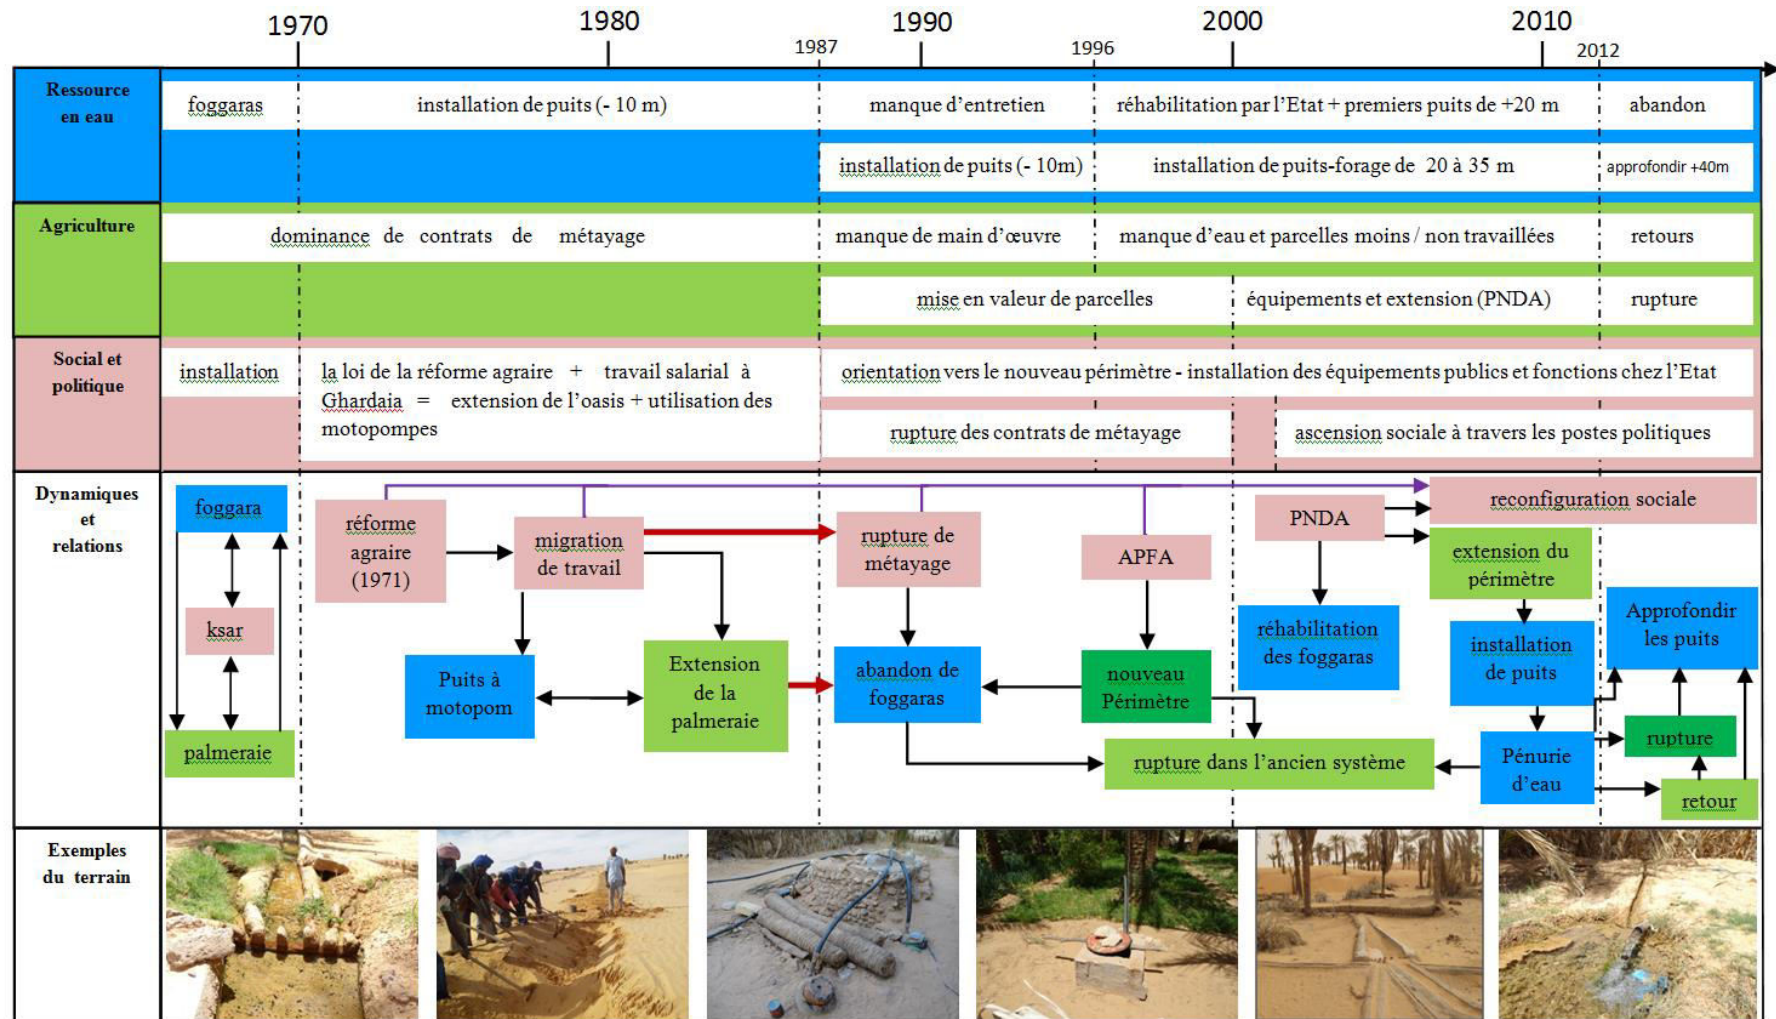 1970
1980
1987
1990
1996
2000
2010
2012
Ressource
en eau
foggaras
installation de puits (- 10 m)
manque d'entretien
réhabilitation par l'Etat + premiers puits de +20 m
abandon
installation de puits (- 10m)
installation de puits-forage de 20 à 35 m
approfondir +40m
Agriculture
dominance de contrats de métayage
manque de main d'œuvre
manque d'eau et parcelles moins / non travaillées
retours
mise en valeur de parcelles
équipements et extension (PNDA)
rupture
Social et
politique
installation
la loi de la réforme agraire + travail salarial à
Ghardaia = extension de l'oasis + utilisation des
motopompes
orientation vers le nouveau périmètre - installation des équipements publics et fonctions chez l'Etat
rupture des contrats de métayage
ascension sociale à travers les postes politiques
Dynamiques
et
relations
foggara
ksar
palmeraie
réforme
agraire
(1971)
migration
de travail
Puits à
motopom
Extension
de la
palmeraie
rupture de
métayage
abandon de
foggaras
APFA
nouveau
Périmètre
rupture dans l'ancien système
PNDA
réhabilitation
des foggaras
reconfiguration sociale
extension du
périmètre
installation
de puits
Pénurie
d'eau
Approfondir
les puits
rupture
retour
Exemples
du terrain